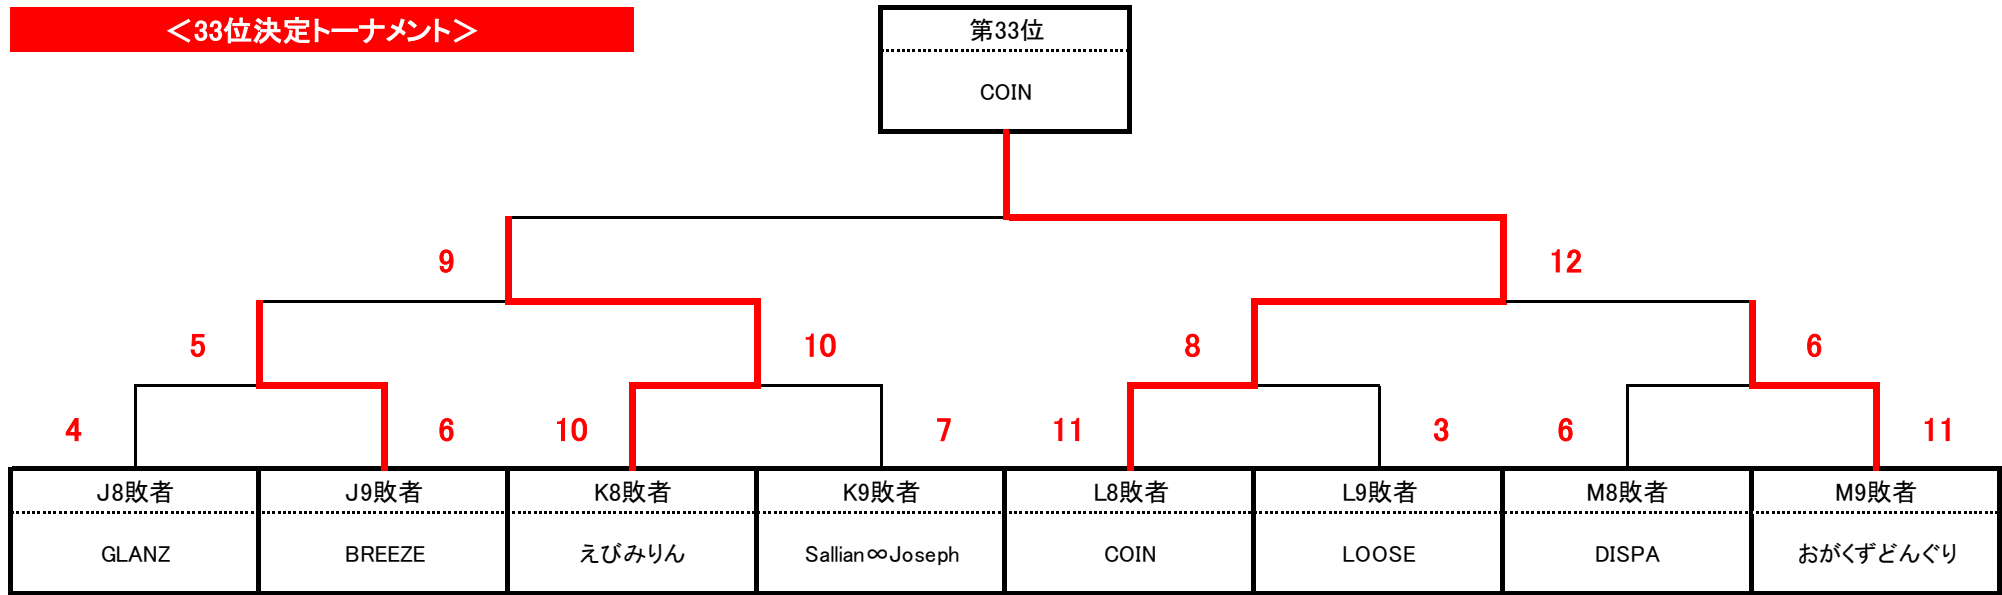 ＜33位決定トーナメント＞
第33位
COIN
9 12
5 10 8 6
4 6 10 7 11 3 6 11
J8敗者 J9敗者 K8敗者 K9敗者 L8敗者 L9敗者 M8敗者 M9敗者
GLANZ BREEZE えびみりん Sallian∞Joseph COIN LOOSE DISPA おがくずどんぐり